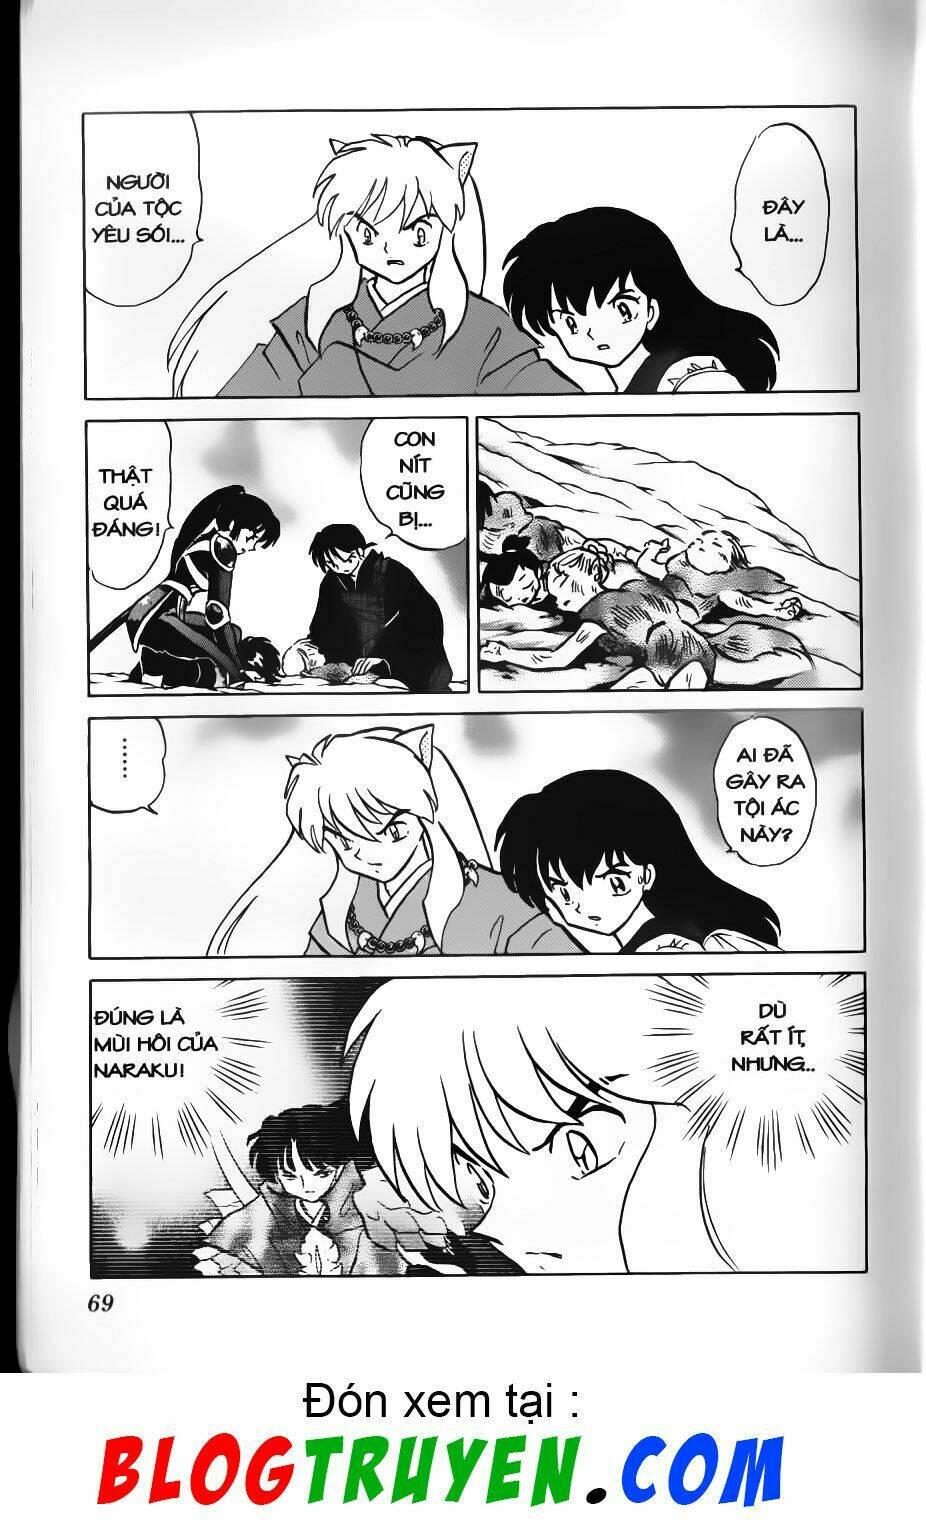 ĐÂY
LÀ...
NGƯỜI
CỦA TỘC
YÊU SÓI...
CON
NÍT
CŨNG
BỊ...
THẬT
QUÁ
ĐÁNG!
AI ĐÃ
GÂY RA
TỘI ÁC
NÀY?
........
DÙ
RẤT ÍT,
NHƯNG...
ĐÚNG LÀ
MÙI HÔI CỦA
NARAKU!
69
Đón xem tại :
BLOGTRUYEN.COM